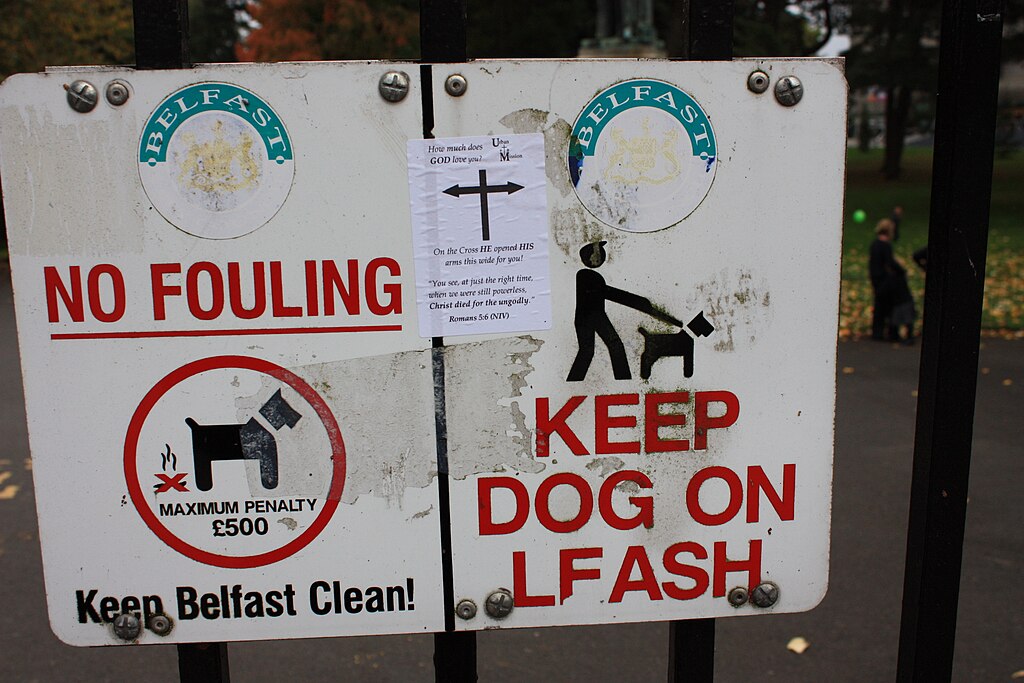 BELFAST
NO FOULING
MAXIMUM PENALTY
£500
Keep Belfast Clean!
How much does
GOD love you?
Urban
Mission
On the Cross HE opened HIS
arms this wide for you!
"You see, at just the right time,
when we were still powerless,
Christ died for the ungodly."
Romans 5:6 (NIV)
BELFAST
KEEP
DOG ON
LEASH